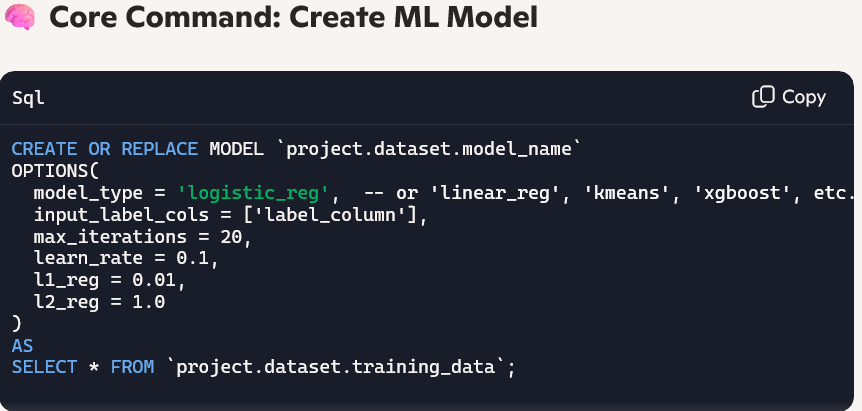 🧠 Core Command: Create ML Model
Sql
Copy
CREATE OR REPLACE MODEL `project.dataset.model_name`
OPTIONS(
  model_type = 'logistic_reg',  -- or 'linear_reg', 'kmeans', 'xgboost', etc.
  input_label_cols = ['label_column'],
  max_iterations = 20,
  learn_rate = 0.1,
  l1_reg = 0.01,
  l2_reg = 1.0
)
AS
SELECT * FROM `project.dataset.training_data`;